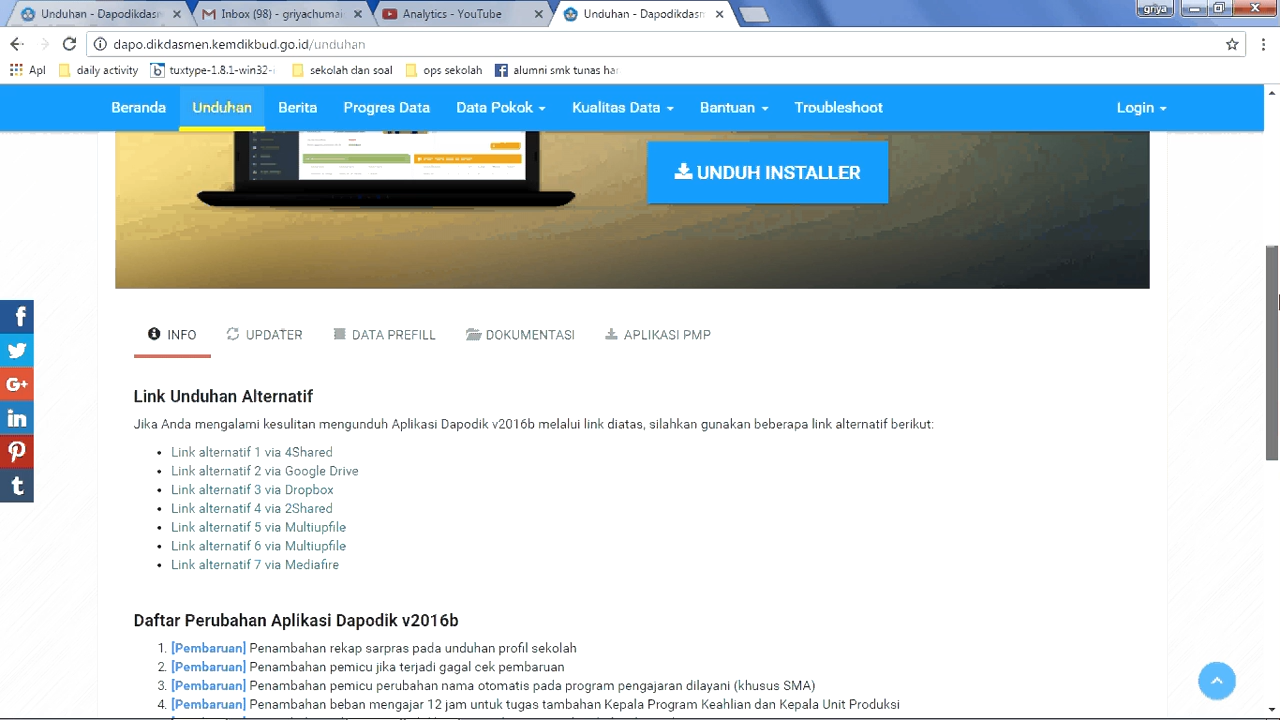 Unduhan - Dapodikdasm
Inbox (98) - griyachuma
Analytics - YouTube
Unduhan - Dapodikdasm
griya
dapo.dikdasmen.kemdikbud.go.id/unduhan
Apl
daily activity
tuxtype-1.8.1-win32-
sekolah dan soal
ops sekolah
alumni smk tunas har
Beranda
Unduhan
Berita
Progres Data
Data Pokok
Kualitas Data
Bantuan
Troubleshoot
Login
UNDUH INSTALLER
INFO
UPDATER
DATA PREFILL
DOKUMENTASI
APLIKASI PMP
Link Unduhan Alternatif
Jika Anda mengalami kesulitan mengunduh Aplikasi Dapodik v2016b melalui link diatas, silahkan gunakan beberapa link alternatif berikut:
Link alternatif 1 via 4Shared
Link alternatif 2 via Google Drive
Link alternatif 3 via Dropbox
Link alternatif 4 via 2Shared
Link alternatif 5 via Multiupfile
Link alternatif 6 via Multiupfile
Link alternatif 7 via Mediafire
Daftar Perubahan Aplikasi Dapodik v2016b
1. [Pembaruan] Penambahan rekap sarpras pada unduhan profil sekolah
2. [Pembaruan] Penambahan pemicu jika terjadi gagal cek pembaruan
3. [Pembaruan] Penambahan pemicu perubahan nama otomatis pada program pengajaran dilayani (khusus SMA)
4. [Pembaruan] Penambahan beban mengajar 12 jam untuk tugas tambahan Kepala Program Keahlian dan Kepala Unit Produksi